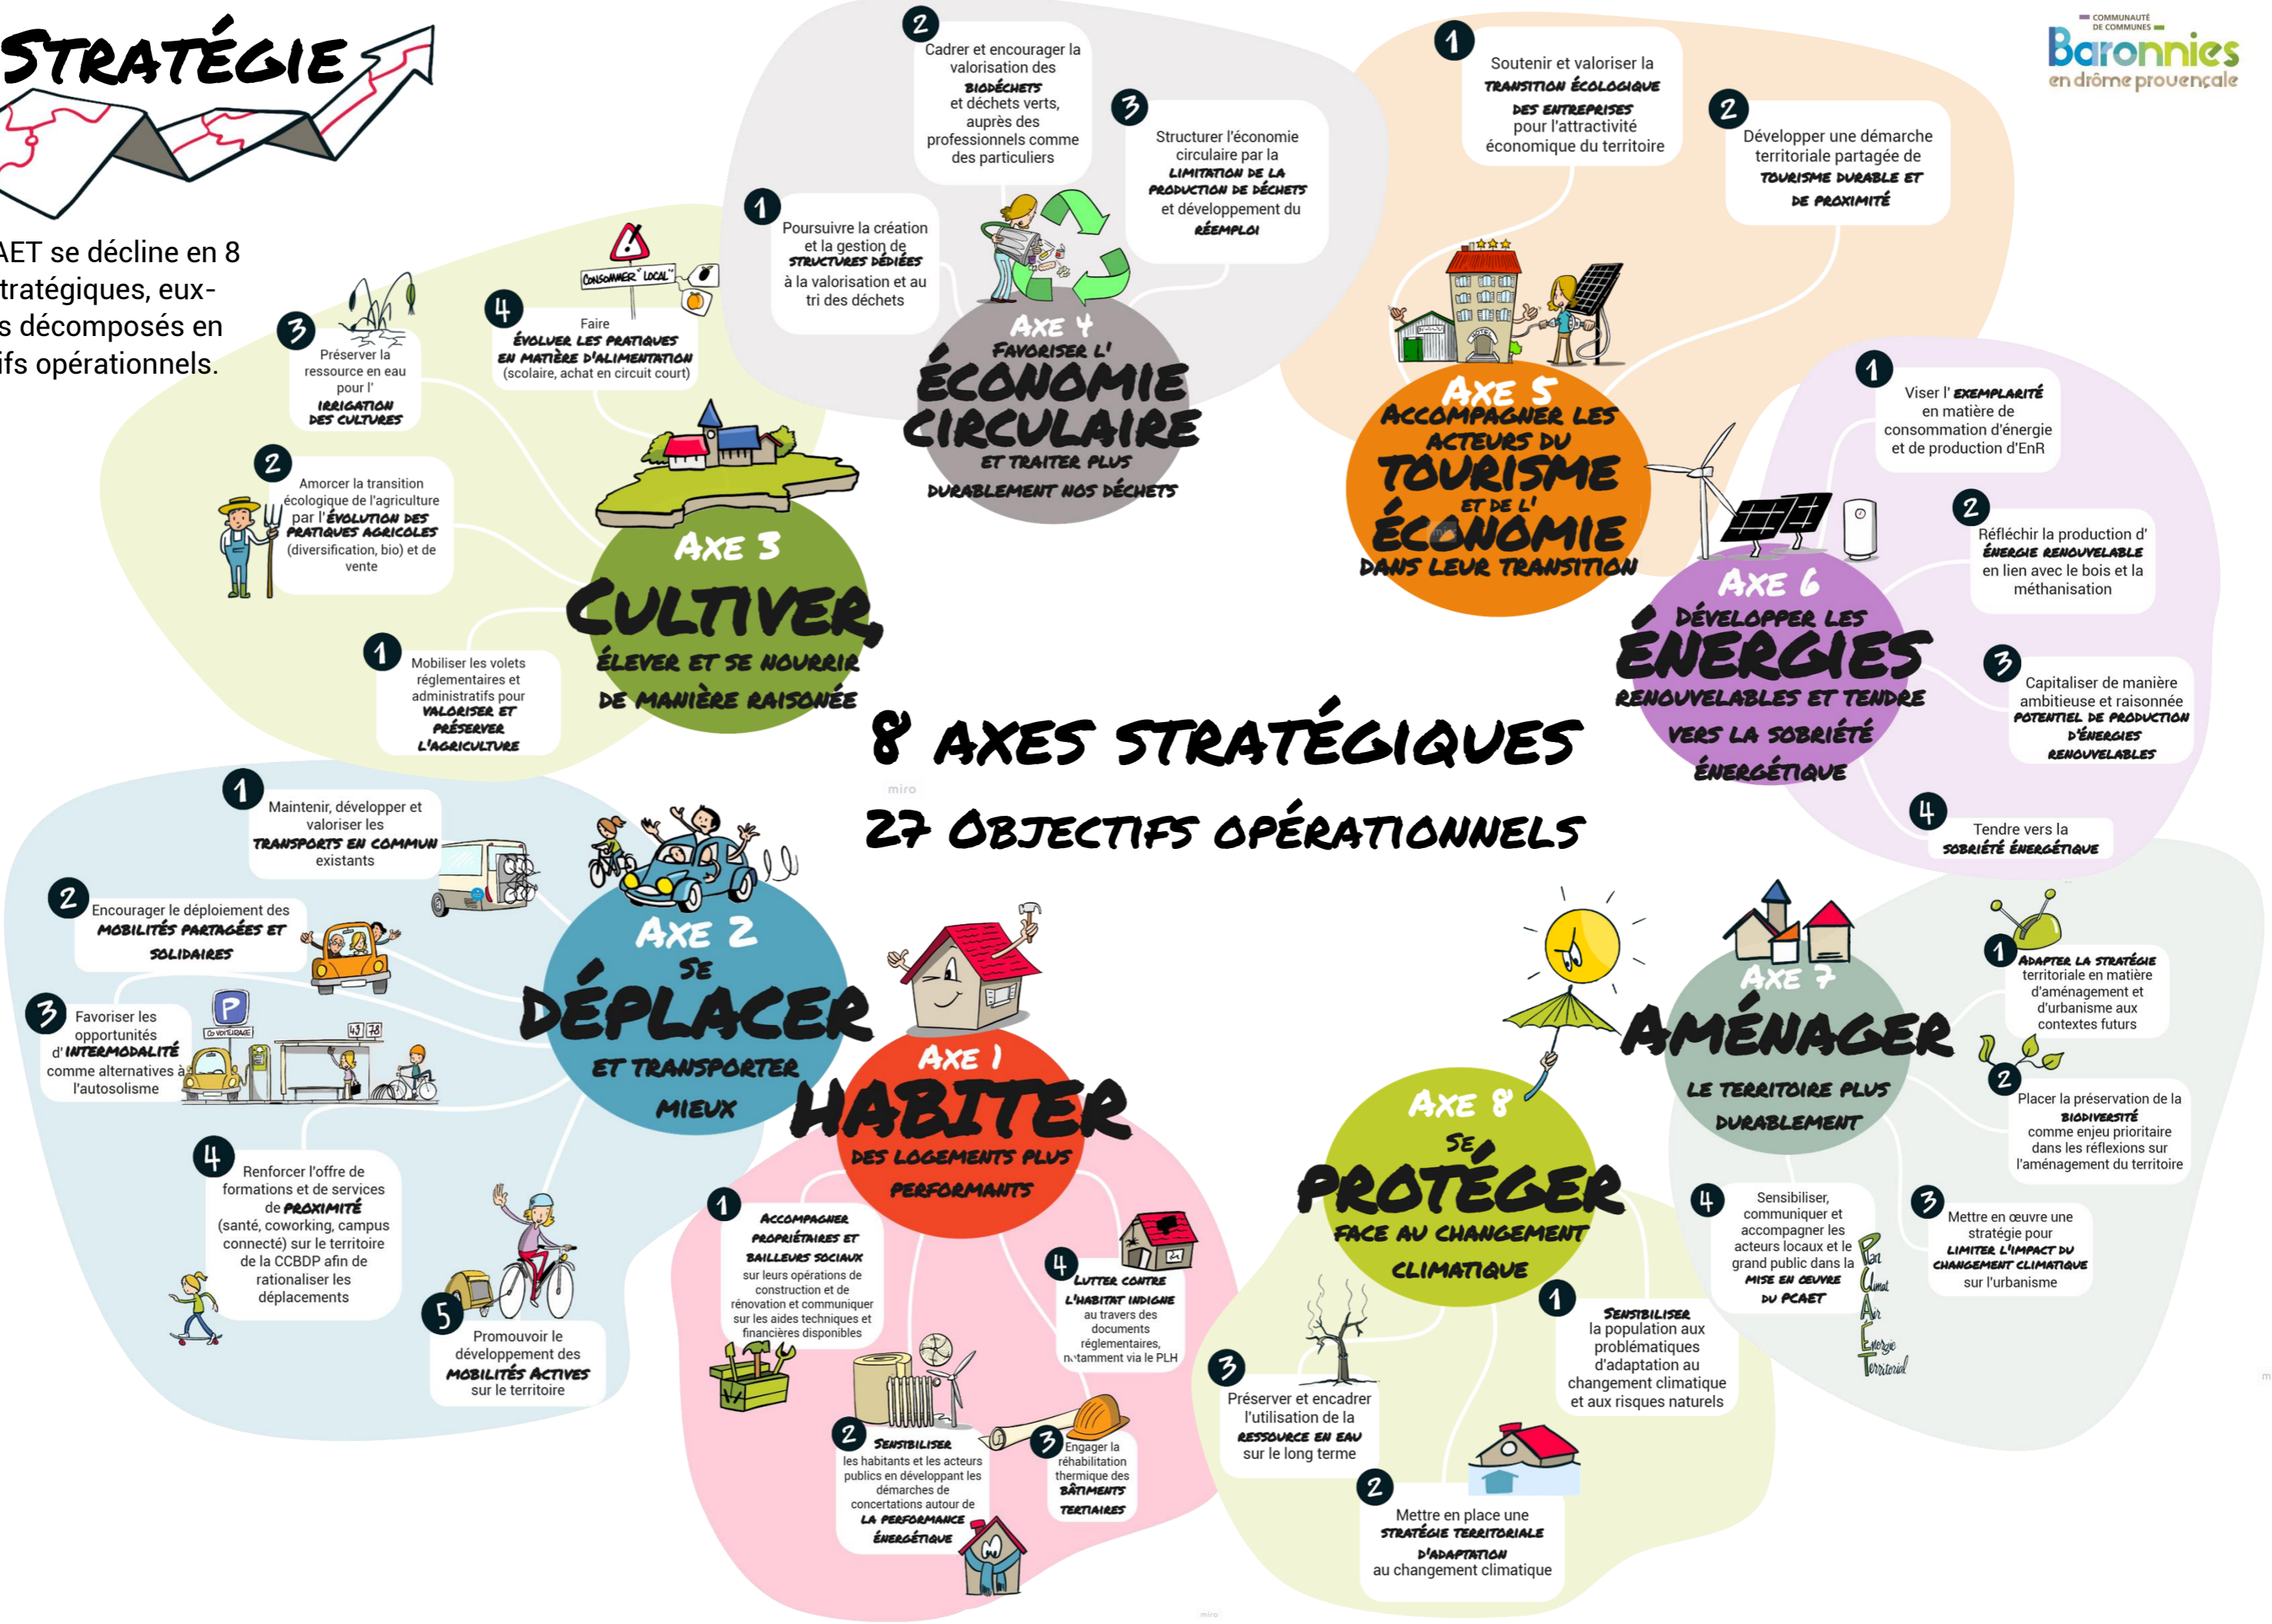 STRATÉGIE
AET se décline en 8
tratégiques, eux-
s décomposés en
ifs opérationnels.
COMMUNAUTÉ
DE COMMUNES
Baronnies
en drôme provençale
8 AXES STRATÉGIQUES
27 OBJECTIFS OPÉRATIONNELS
miro
AXE 1
HABITER
DES LOGEMENTS PLUS
PERFORMANTS
1
ACCOMPAGNER
PROPRIÉTAIRES ET
BAILLEURS SOCIAUX
sur leurs opérations de
construction et de
rénovation et communiquer
sur les aides techniques et
financières disponibles
2
SENSIBILISER
les habitants et les acteurs
publics en développant les
démarches de
concertations autour de
LA PERFORMANCE
ÉNERGÉTIQUE
3
Engager la
réhabilitation
thermique des
BÂTIMENTS
TERTIAIRES
4
LUTTER CONTRE
L'HABITAT INDIGNE
au travers des
documents
réglementaires,
notamment via le PLH
AXE 2
SE
DÉPLACER
ET TRANSPORTER
MIEUX
1
Maintenir, développer et
valoriser les
TRANSPORTS EN COMMUN
existants
2
Encourager le déploiement des
MOBILITÉS PARTAGÉES ET
SOLIDAIRES
3
Favoriser les
opportunités
d'INTERMODALITÉ
comme alternatives à
l'autosolisme
P
CO VOITURAGE
43 78
4
Renforcer l'offre de
formations et de services
de PROXIMITÉ
(santé, coworking, campus
connecté) sur le territoire
de la CCBDP afin de
rationaliser les
déplacements
5
Promouvoir le
développement des
MOBILITÉS ACTIVES
sur le territoire
AXE 3
CULTIVER,
ÉLEVER ET SE NOURRIR
DE MANIÈRE RAISONÉE
1
Mobiliser les volets
réglementaires et
administratifs pour
VALORISER ET
PRÉSERVER
L'AGRICULTURE
2
Amorcer la transition
écologique de l'agriculture
par l'ÉVOLUTION DES
PRATIQUES AGRICOLES
(diversification, bio) et de
vente
3
Préserver la
ressource en eau
pour l'
IRRIGATION
DES CULTURES
4
Faire
ÉVOLUER LES PRATIQUES
EN MATIÈRE D'ALIMENTATION
(scolaire, achat en circuit court)
CONSOMMER "LOCAL"
AXE 4
FAVORISER L'
ÉCONOMIE
CIRCULAIRE
ET TRAITER PLUS
DURABLEMENT NOS DÉCHETS
1
Poursuivre la création
et la gestion de
STRUCTURES DÉDIÉES
à la valorisation et au
tri des déchets
2
Cadrer et encourager la
valorisation des
BIODÉCHETS
et déchets verts,
auprès des
professionnels comme
des particuliers
3
Structurer l'économie
circulaire par la
LIMITATION DE LA
PRODUCTION DE DÉCHETS
et développement du
RÉEMPLOI
AXE 5
ACCOMPAGNER LES
ACTEURS DU
TOURISME
ET DE L'
ÉCONOMIE
DANS LEUR TRANSITION
miro
HOTEL
1
Soutenir et valoriser la
TRANSITION ÉCOLOGIQUE
DES ENTREPRISES
pour l'attractivité
économique du territoire
2
Développer une démarche
territoriale partagée de
TOURISME DURABLE ET
DE PROXIMITÉ
AXE 6
DÉVELOPPER LES
ÉNERGIES
RENOUVELABLES ET TENDRE
VERS LA SOBRIÉTÉ
ÉNERGÉTIQUE
1
Viser l'EXEMPLARITÉ
en matière de
consommation d'énergie
et de production d'EnR
2
Réfléchir la production d'
ÉNERGIE RENOUVELABLE
en lien avec le bois et la
méthanisation
3
Capitaliser de manière
ambitieuse et raisonnée
POTENTIEL DE PRODUCTION
D'ÉNERGIES
RENOUVELABLES
4
Tendre vers la
SOBRIÉTÉ ÉNERGÉTIQUE
AXE 7
AMÉNAGER
LE TERRITOIRE PLUS
DURABLEMENT
1
ADAPTER LA STRATÉGIE
territoriale en matière
d'aménagement et
d'urbanisme aux
contextes futurs
2
Placer la préservation de la
BIODIVERSITÉ
comme enjeu prioritaire
dans les réflexions sur
l'aménagement du territoire
3
Mettre en œuvre une
stratégie pour
LIMITER L'IMPACT DU
CHANGEMENT CLIMATIQUE
sur l'urbanisme
4
Sensibiliser,
communiquer et
accompagner les
acteurs locaux et le
grand public dans la
MISE EN ŒUVRE
DU PCAET
Plan
Climat
Air
Énergie
Territorial
AXE 8
SE
PROTÉGER
FACE AU CHANGEMENT
CLIMATIQUE
1
SENSIBILISER
la population aux
problématiques
d'adaptation au
changement climatique
et aux risques naturels
2
Mettre en place une
STRATÉGIE TERRITORIALE
D'ADAPTATION
au changement climatique
3
Préserver et encadrer
l'utilisation de la
RESSOURCE EN EAU
sur le long terme
m
miro